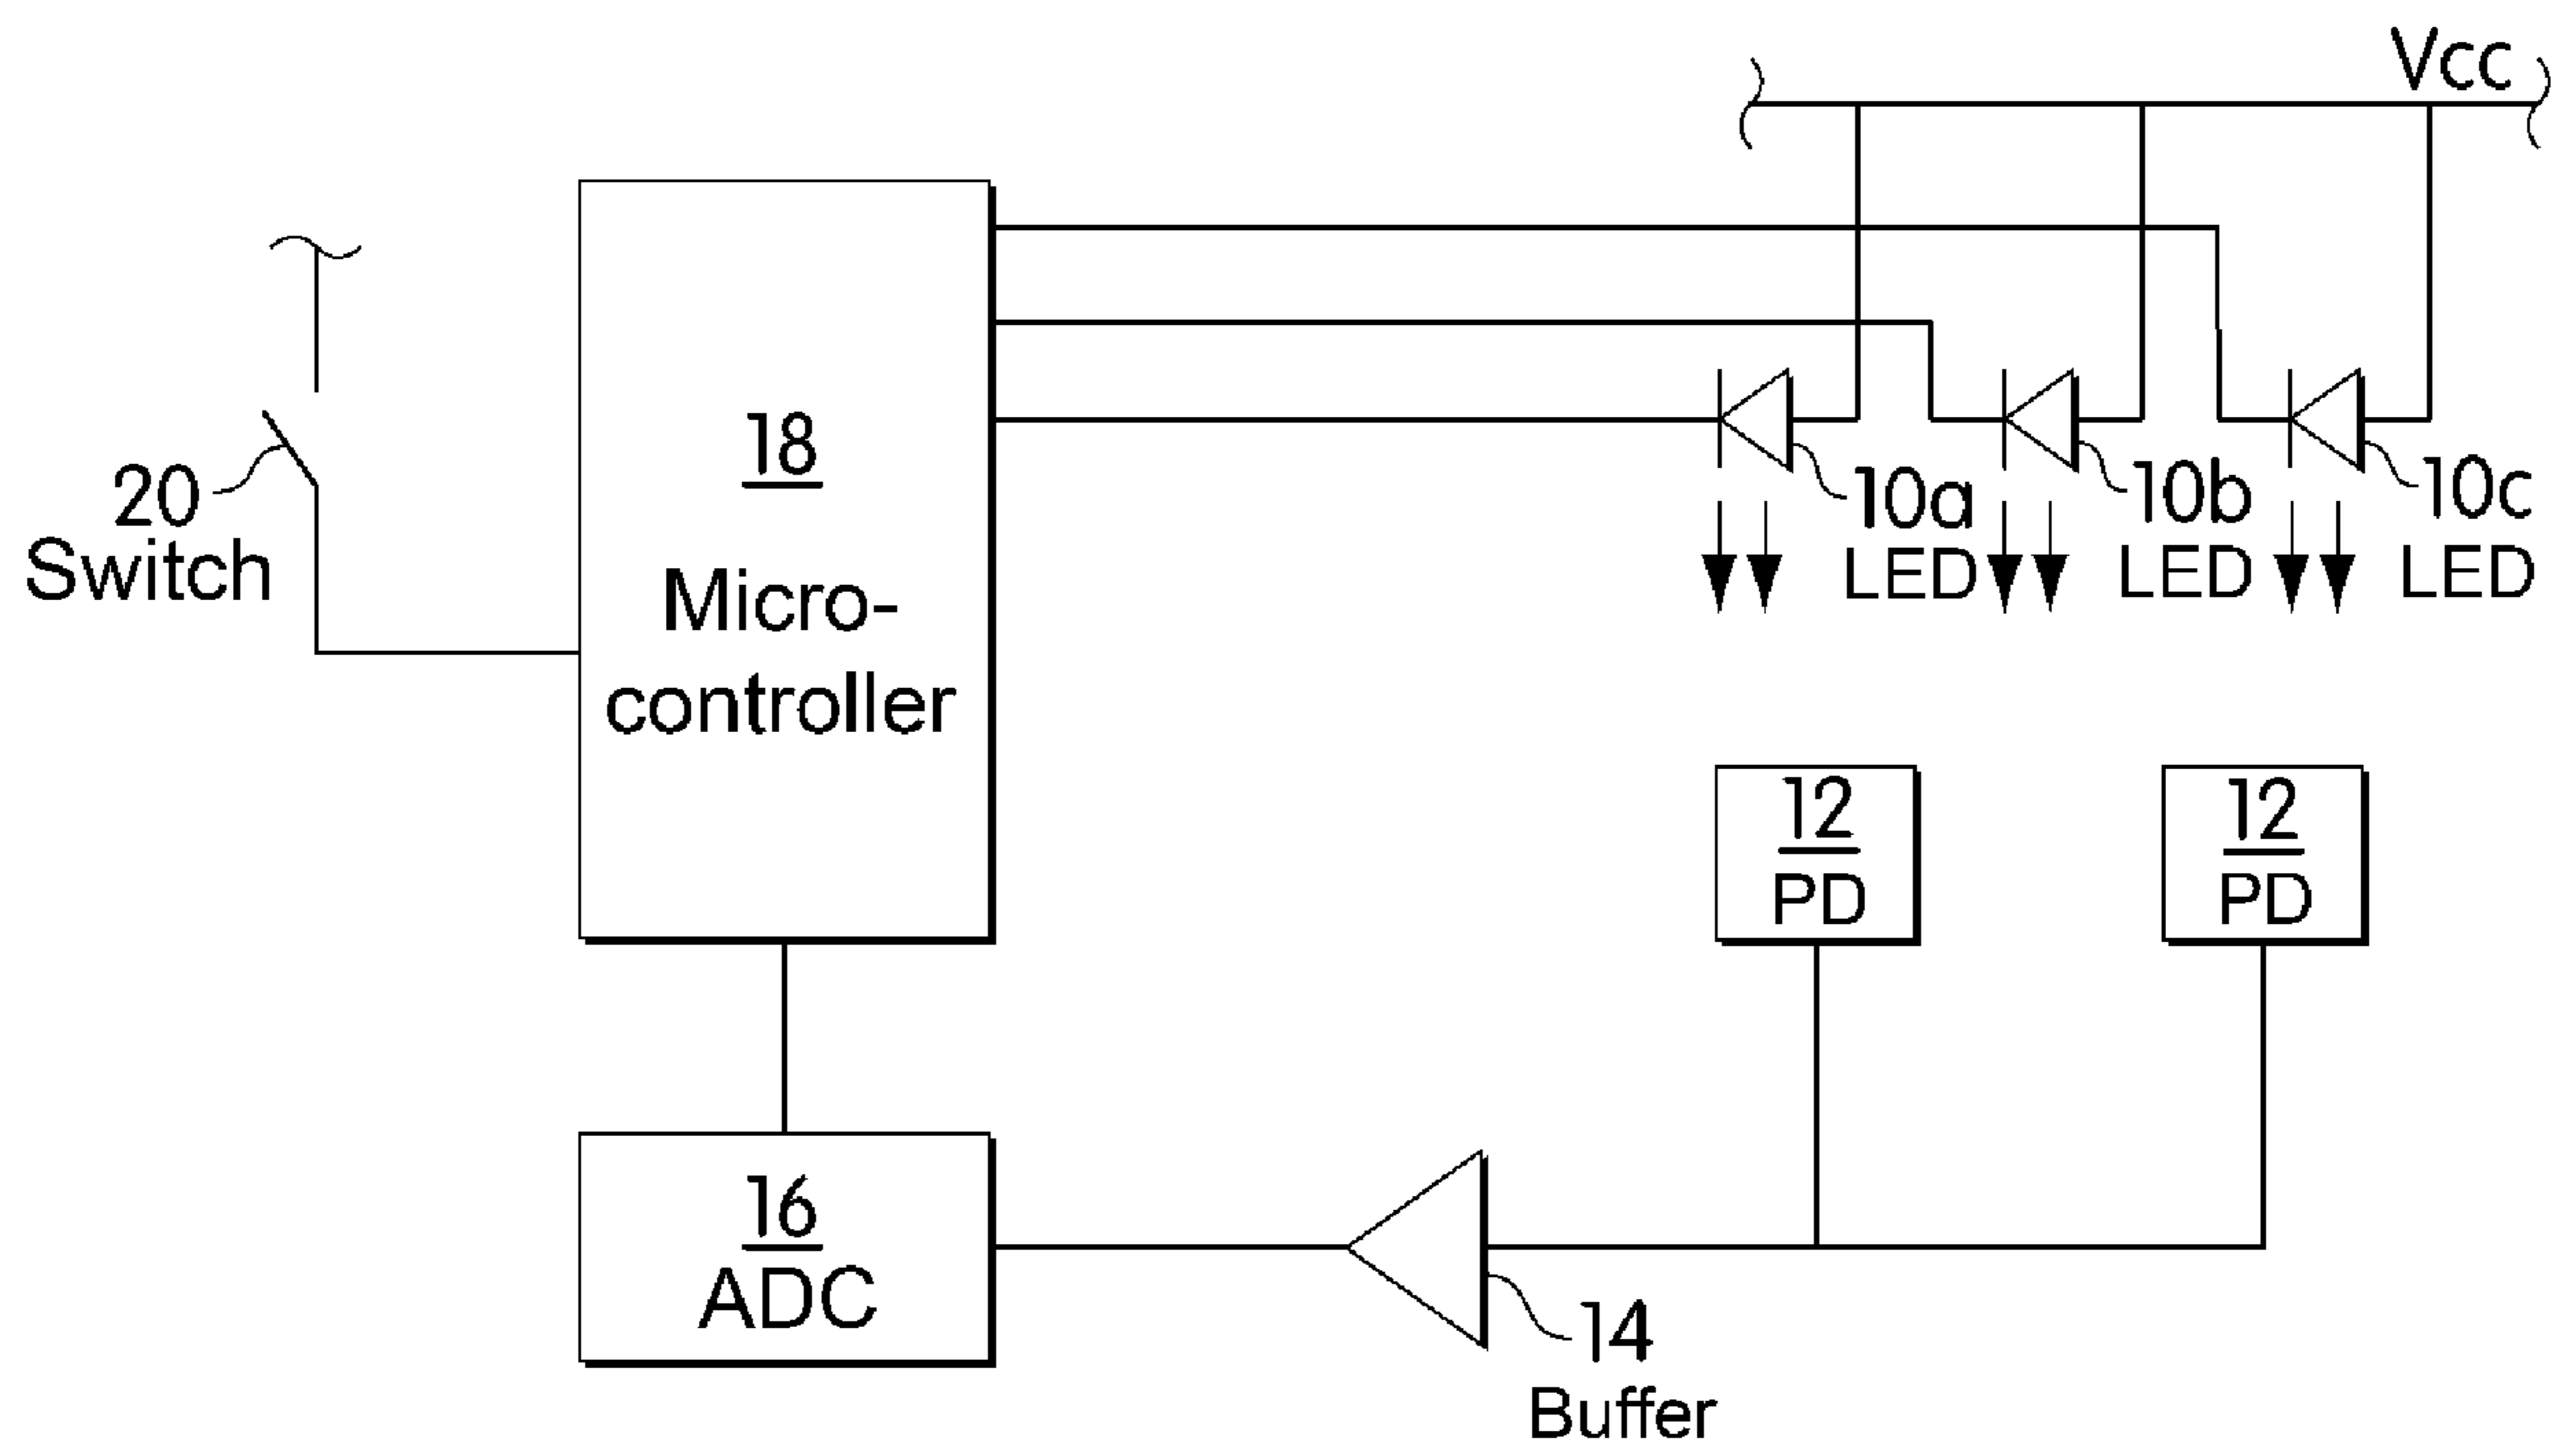 Vcc
18
Micro-
controller
20
Switch
10a
LED
10b
LED
10c
LED
12
PD
12
PD
16
ADC
14
Buffer